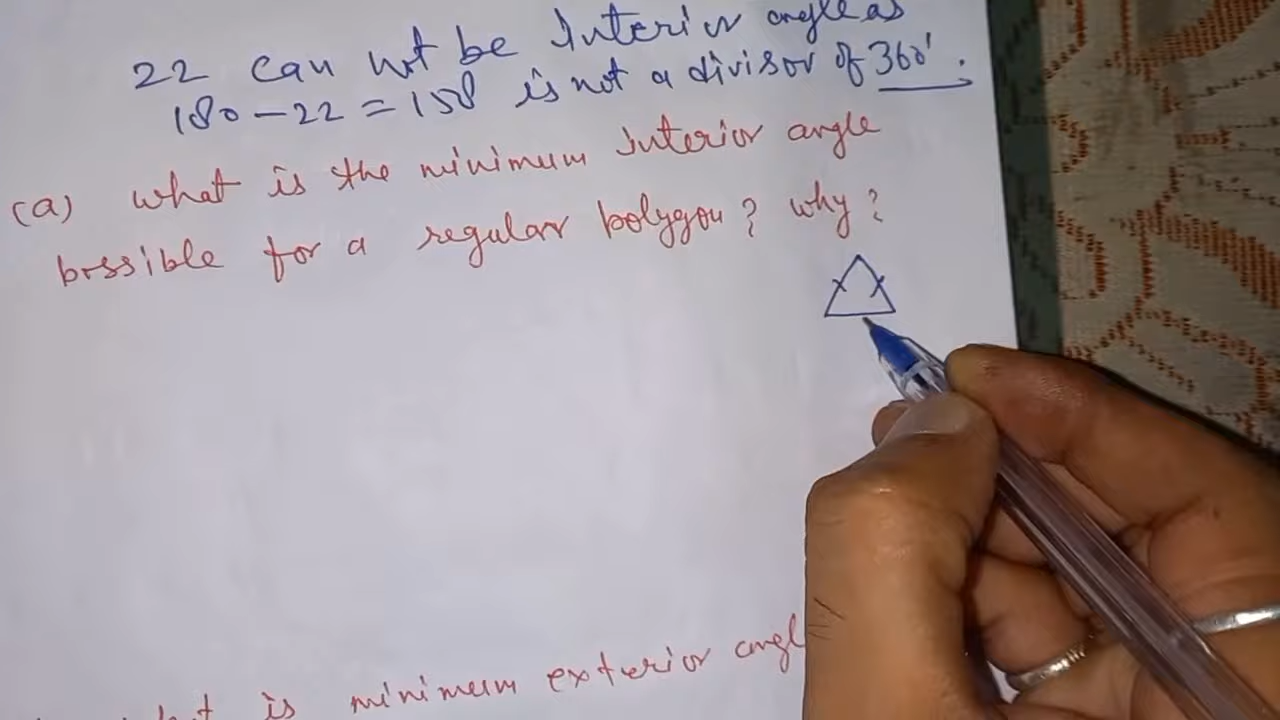 22 can not be Interior angle as
180 - 22 = 158 is not a divisor of 360°.
(a) what is the minimum interior angle
possible for a regular polygon? why?
is minimum exterior angl